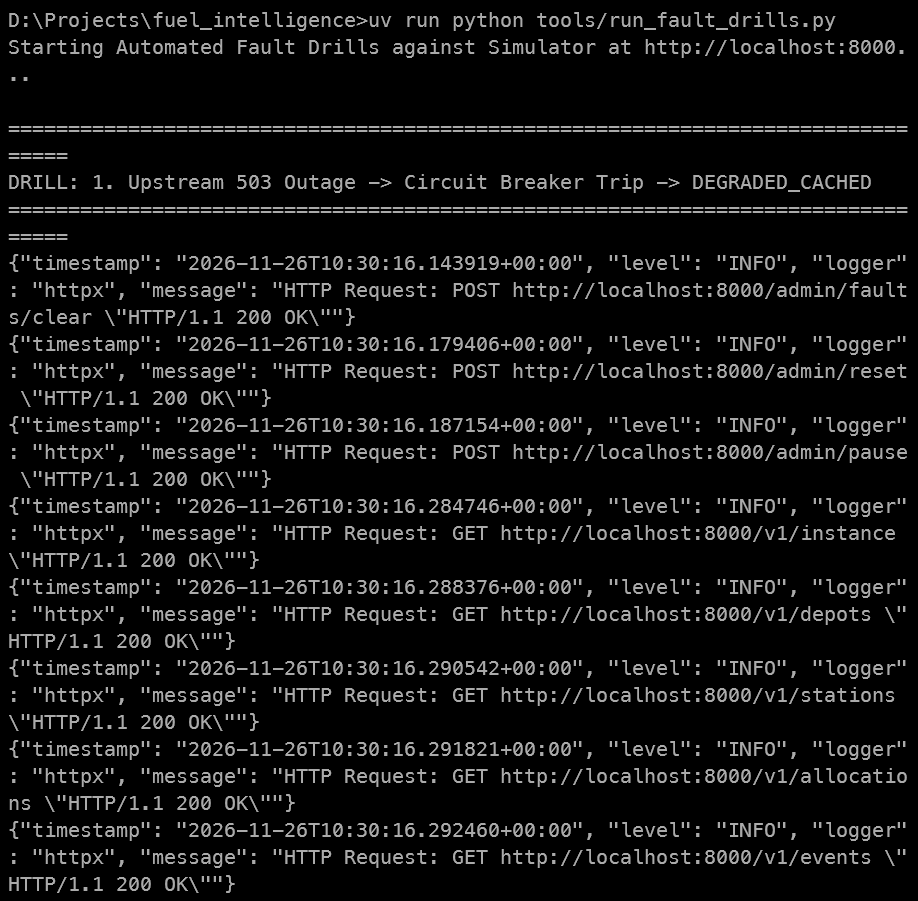 D:\Projects\fuel_intelligence>uv run python tools/run_fault_drills.py
Starting Automated Fault Drills against Simulator at http://localhost:8000.
..
===========================================================================
=====
DRILL: 1. Upstream 503 Outage —> Circuit Breaker Trip —> DEGRADED_CACHED
===========================================================================
=====
{"timestamp": "2026-11-26T10:30:16.143919+00:00", "level": "INFO", "logger"
: "httpx", "message": "HTTP Request: POST http://localhost:8000/admin/fault
s/clear \"HTTP/1.1 200 OK\""}
{"timestamp": "2026-11-26T10:30:16.179406+00:00", "level": "INFO", "logger"
: "httpx", "message": "HTTP Request: POST http://localhost:8000/admin/reset
 \"HTTP/1.1 200 OK\""}
{"timestamp": "2026-11-26T10:30:16.187154+00:00", "level": "INFO", "logger"
: "httpx", "message": "HTTP Request: POST http://localhost:8000/admin/pause
 \"HTTP/1.1 200 OK\""}
{"timestamp": "2026-11-26T10:30:16.284746+00:00", "level": "INFO", "logger"
: "httpx", "message": "HTTP Request: GET http://localhost:8000/v1/instance 
\"HTTP/1.1 200 OK\""}
{"timestamp": "2026-11-26T10:30:16.288376+00:00", "level": "INFO", "logger"
: "httpx", "message": "HTTP Request: GET http://localhost:8000/v1/depots \"
HTTP/1.1 200 OK\""}
{"timestamp": "2026-11-26T10:30:16.290542+00:00", "level": "INFO", "logger"
: "httpx", "message": "HTTP Request: GET http://localhost:8000/v1/stations 
\"HTTP/1.1 200 OK\""}
{"timestamp": "2026-11-26T10:30:16.291821+00:00", "level": "INFO", "logger"
: "httpx", "message": "HTTP Request: GET http://localhost:8000/v1/allocatio
ns \"HTTP/1.1 200 OK\""}
{"timestamp": "2026-11-26T10:30:16.292460+00:00", "level": "INFO", "logger"
: "httpx", "message": "HTTP Request: GET http://localhost:8000/v1/events \"
HTTP/1.1 200 OK\""}